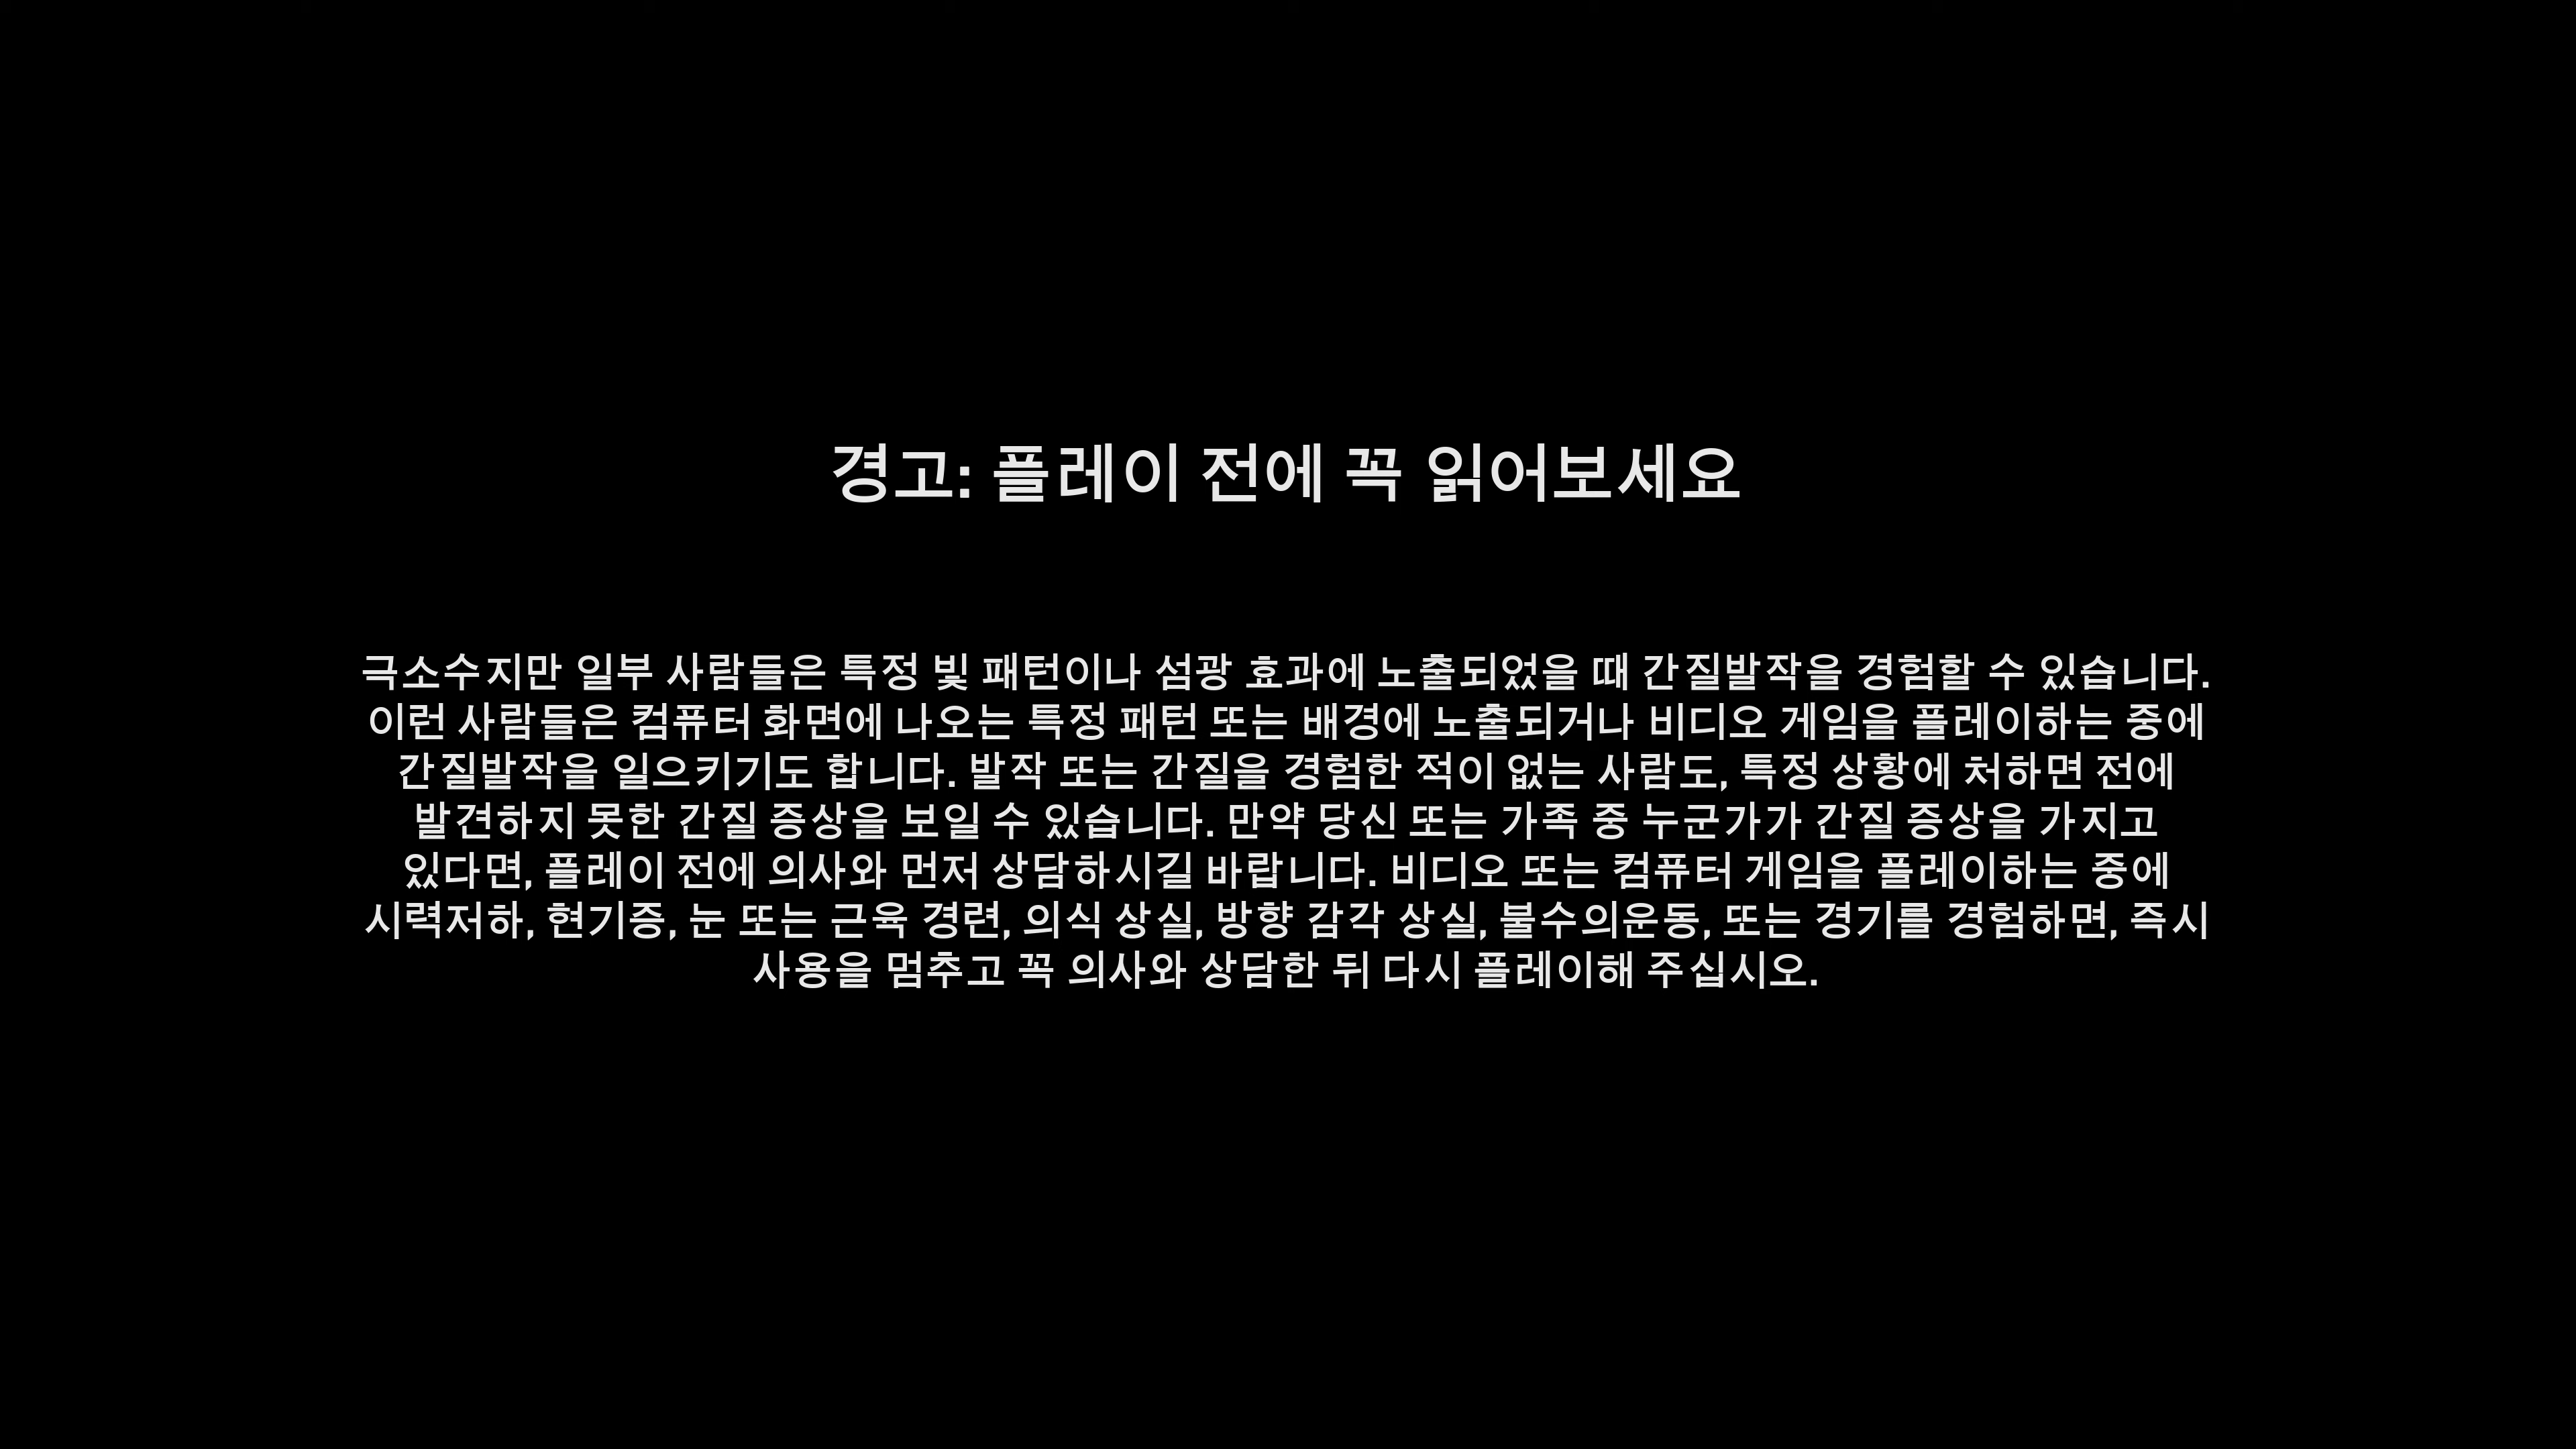 경고: 플레이 전에 꼭 읽어보세요
극소수지만 일부 사람들은 특정 빛 패턴이나 섬광 효과에 노출되었을 때 간질발작을 경험할 수 있습니다.
이런 사람들은 컴퓨터 화면에 나오는 특정 패턴 또는 배경에 노출되거나 비디오 게임을 플레이하는 중에
간질발작을 일으키기도 합니다. 발작 또는 간질을 경험한 적이 없는 사람도, 특정 상황에 처하면 전에
발견하지 못한 간질 증상을 보일 수 있습니다. 만약 당신 또는 가족 중 누군가가 간질 증상을 가지고
있다면, 플레이 전에 의사와 먼저 상담하시길 바랍니다. 비디오 또는 컴퓨터 게임을 플레이하는 중에
시력저하, 현기증, 눈 또는 근육 경련, 의식 상실, 방향 감각 상실, 불수의운동, 또는 경기를 경험하면, 즉시
사용을 멈추고 꼭 의사와 상담한 뒤 다시 플레이해 주십시오.